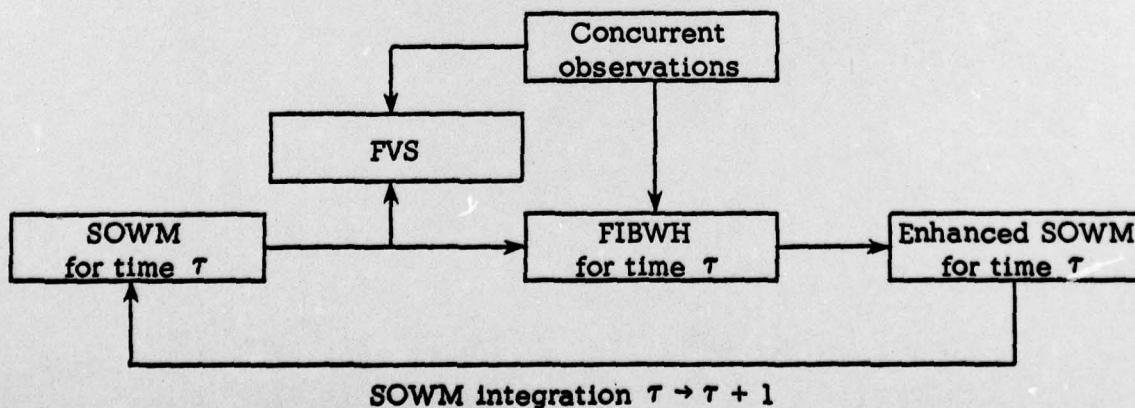 Concurrent
observations
FVS
SOWM
for time τ
FIBWH
for time τ
Enhanced SOWM
for time τ
SOWM integration τ → τ + 1